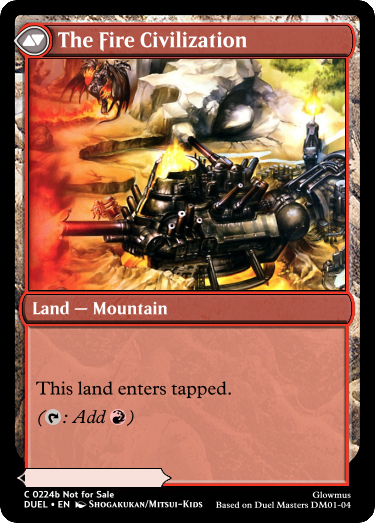 The Fire Civilization
Land — Mountain
This land enters tapped.
(: Add )
C 0224b Not for Sale
Glowmus
DUEL • EN Shogakukan/Mitsui-Kids
Based on Duel Masters DM01-04